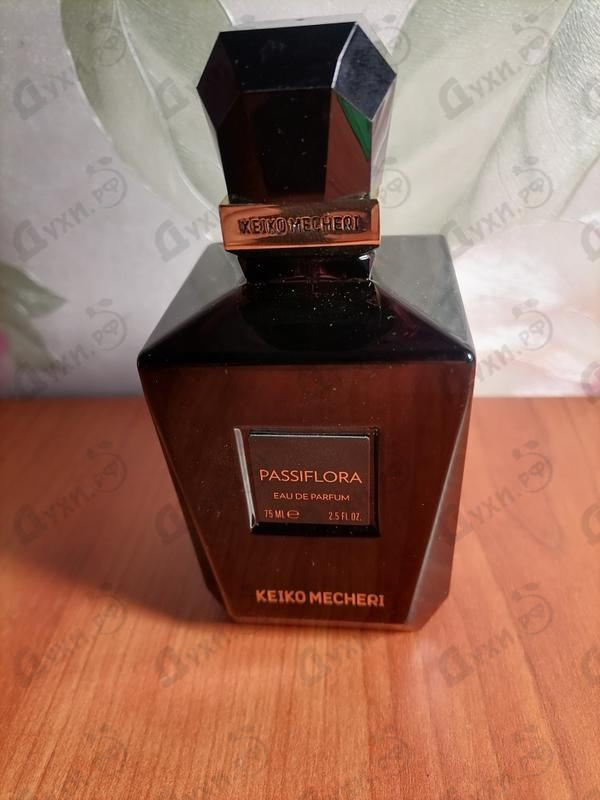 KEIKO MECHERI
PASSIFLORA
EAU DE PARFUM
75 ML ℮ 2.5 FL. OZ.
KEIKO MECHERI
Духи.рф